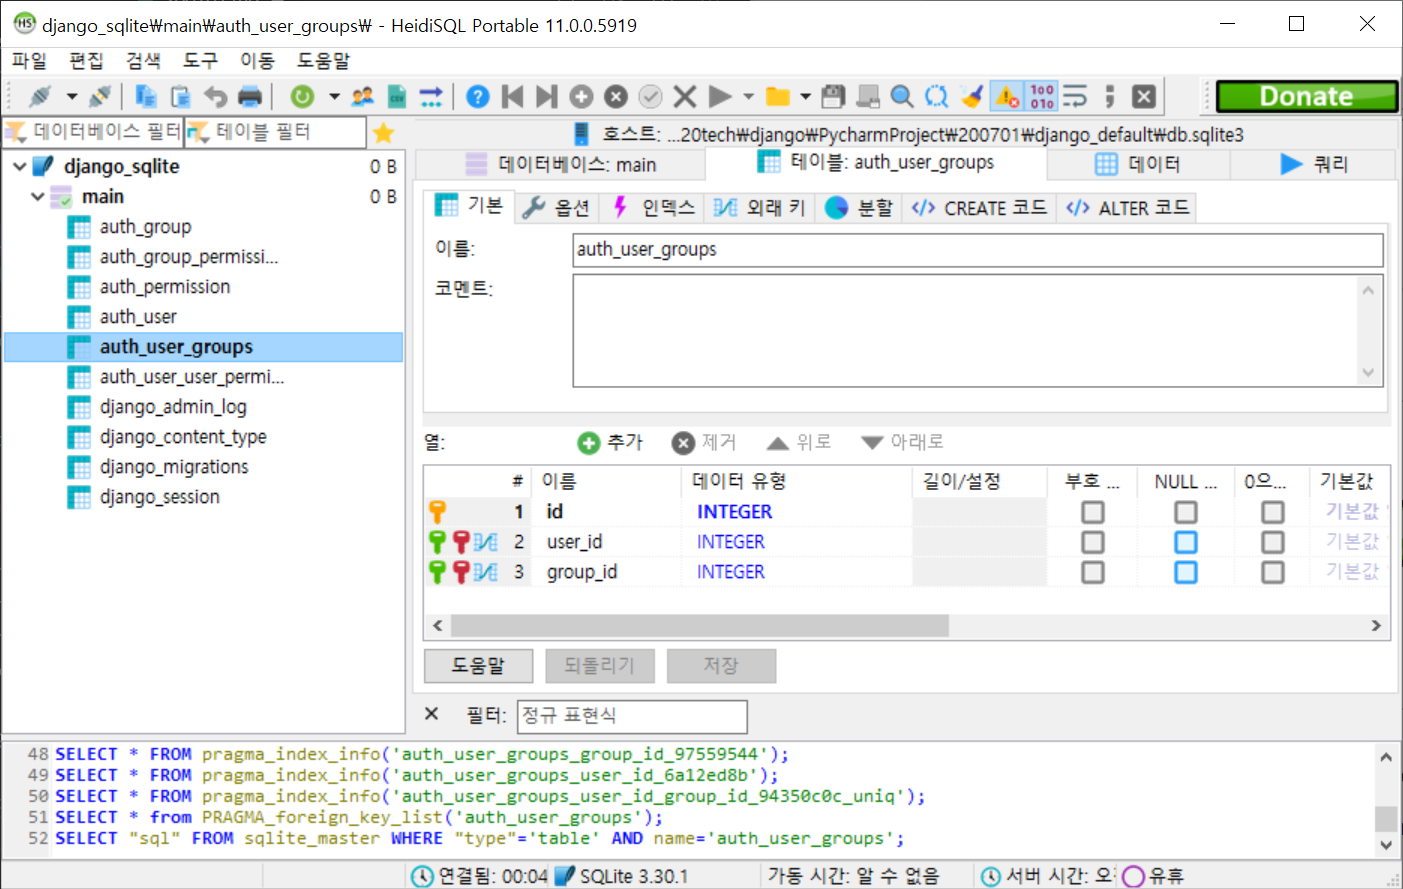 django_sqlite₩main₩auth_user_groups₩ - HeidiSQL Portable 11.0.0.5919
파일 편집 검색 도구 이동 도움말
Donate
데이터베이스 필터 테이블 필터
호스트: ...20tech₩django₩PycharmProject₩200701₩django_default₩db.sqlite3
django_sqlite 0 B
main 0 B
auth_group
auth_group_permissi...
auth_permission
auth_user
auth_user_groups
auth_user_user_permi...
django_admin_log
django_content_type
django_migrations
django_session
데이터베이스: main 테이블: auth_user_groups 데이터 쿼리
기본 옵션 인덱스 외래 키 분할 CREATE 코드 ALTER 코드
이름: auth_user_groups
코멘트:
열: 추가 제거 위로 아래로
# 이름 데이터 유형 길이/설정 부호 ... NULL ... 0으... 기본값
1 id INTEGER 기본값
2 user_id INTEGER 기본값
3 group_id INTEGER 기본값
도움말 되돌리기 저장
필터: 정규 표현식
48 SELECT * FROM pragma_index_info('auth_user_groups_group_id_97559544');
49 SELECT * FROM pragma_index_info('auth_user_groups_user_id_6a12ed8b');
50 SELECT * FROM pragma_index_info('auth_user_groups_user_id_group_id_94350c0c_uniq');
51 SELECT * from PRAGMA_foreign_key_list('auth_user_groups');
52 SELECT "sql" FROM sqlite_master WHERE "type"='table' AND name='auth_user_groups';
연결됨: 00:04 SQLite 3.30.1 가동 시간: 알 수 없음 서버 시간: 유휴